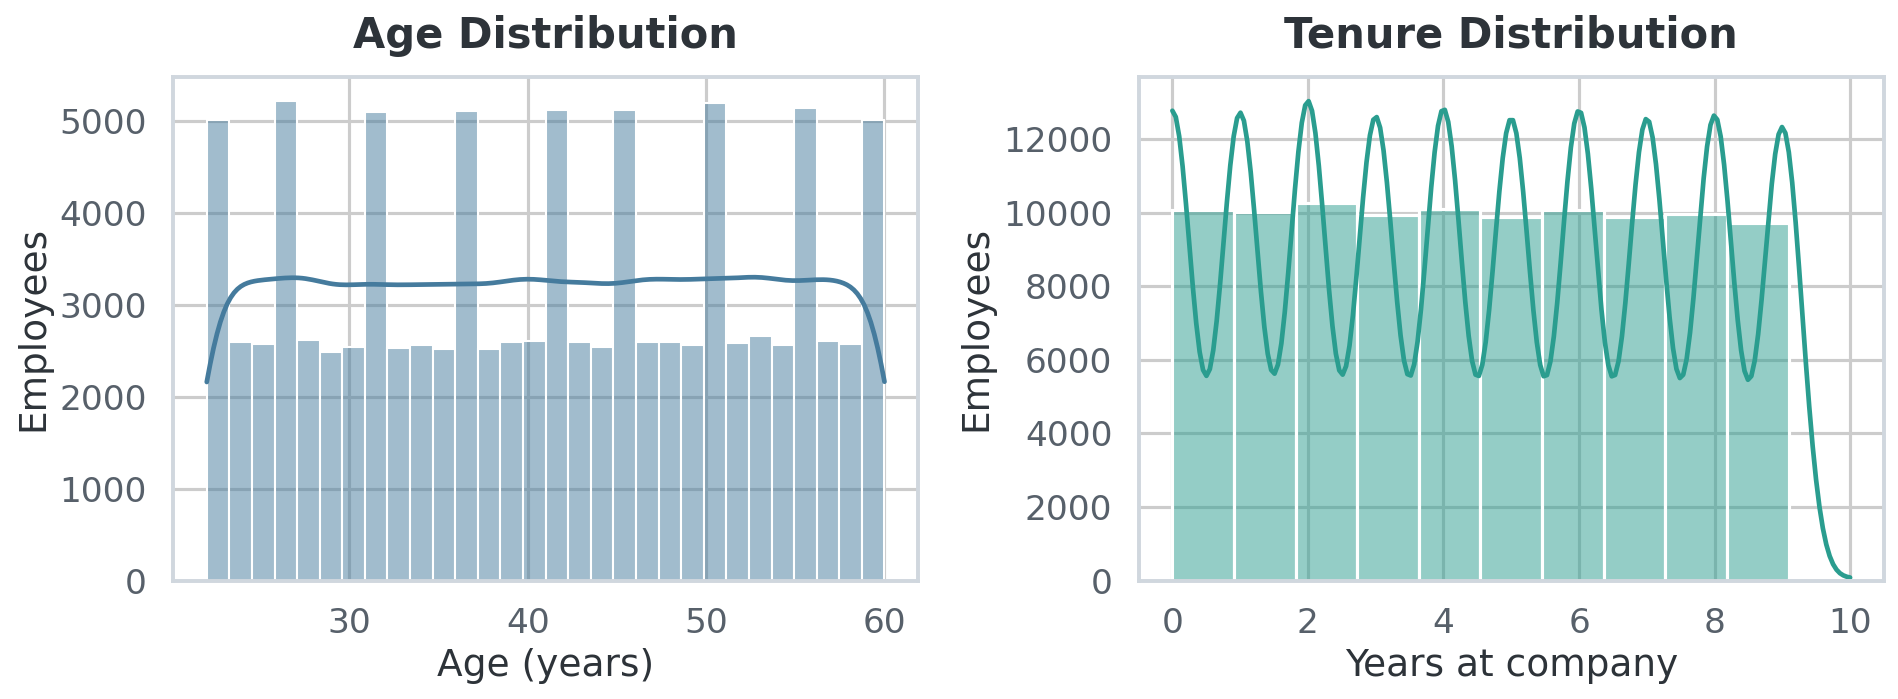 Age Distribution
5000
4000
3000
2000
1000
0
Employees
30 40 50 60
Age (years)
Tenure Distribution
12000
10000
8000
6000
4000
2000
0
Employees
0 2 4 6 8 10
Years at company